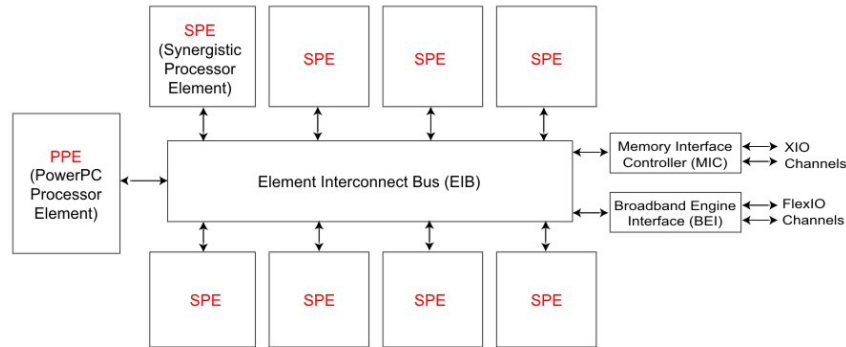 SPE
(Synergistic
Processor
Element)
SPE
SPE
SPE
PPE
(PowerPC
Processor
Element)
Element Interconnect Bus (EIB)
Memory Interface
Controller (MIC)
XIO
Channels
Broadband Engine
Interface (BEI)
FlexIO
Channels
SPE
SPE
SPE
SPE